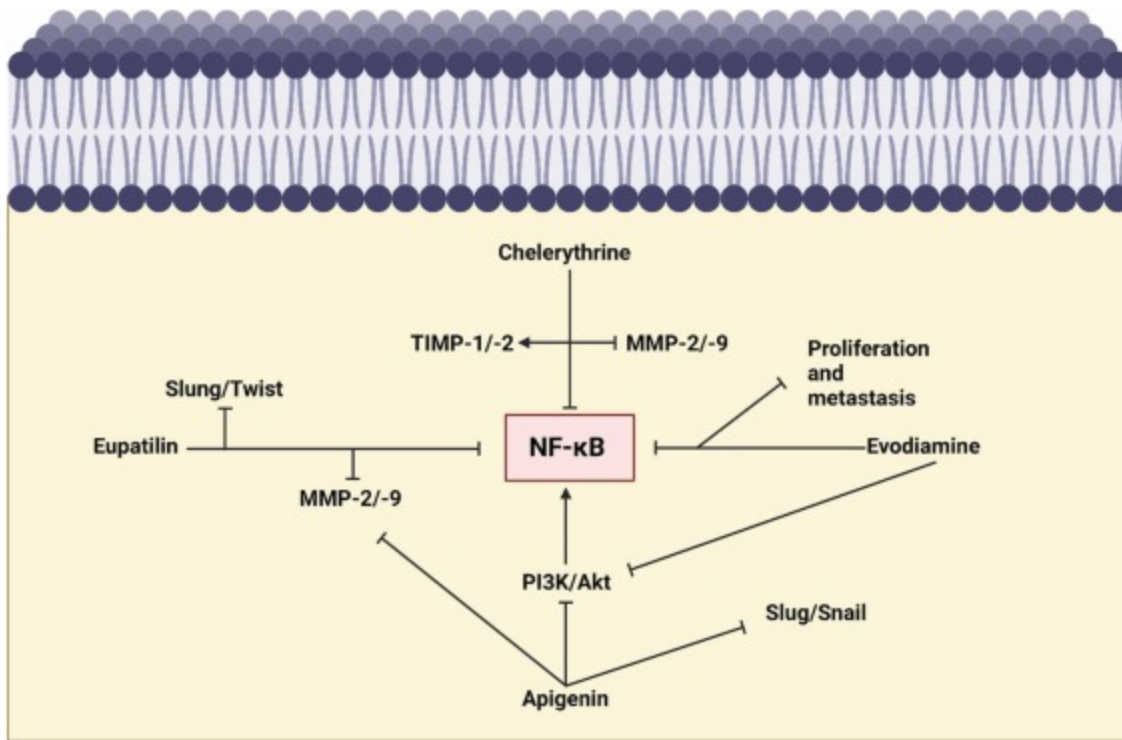 Chelerythrine
TIMP-1/-2
MMP-2/-9
Proliferation
and
metastasis
Slung/Twist
Eupatilin
NF-κB
Evodiamine
MMP-2/-9
PI3K/Akt
Slug/Snail
Apigenin